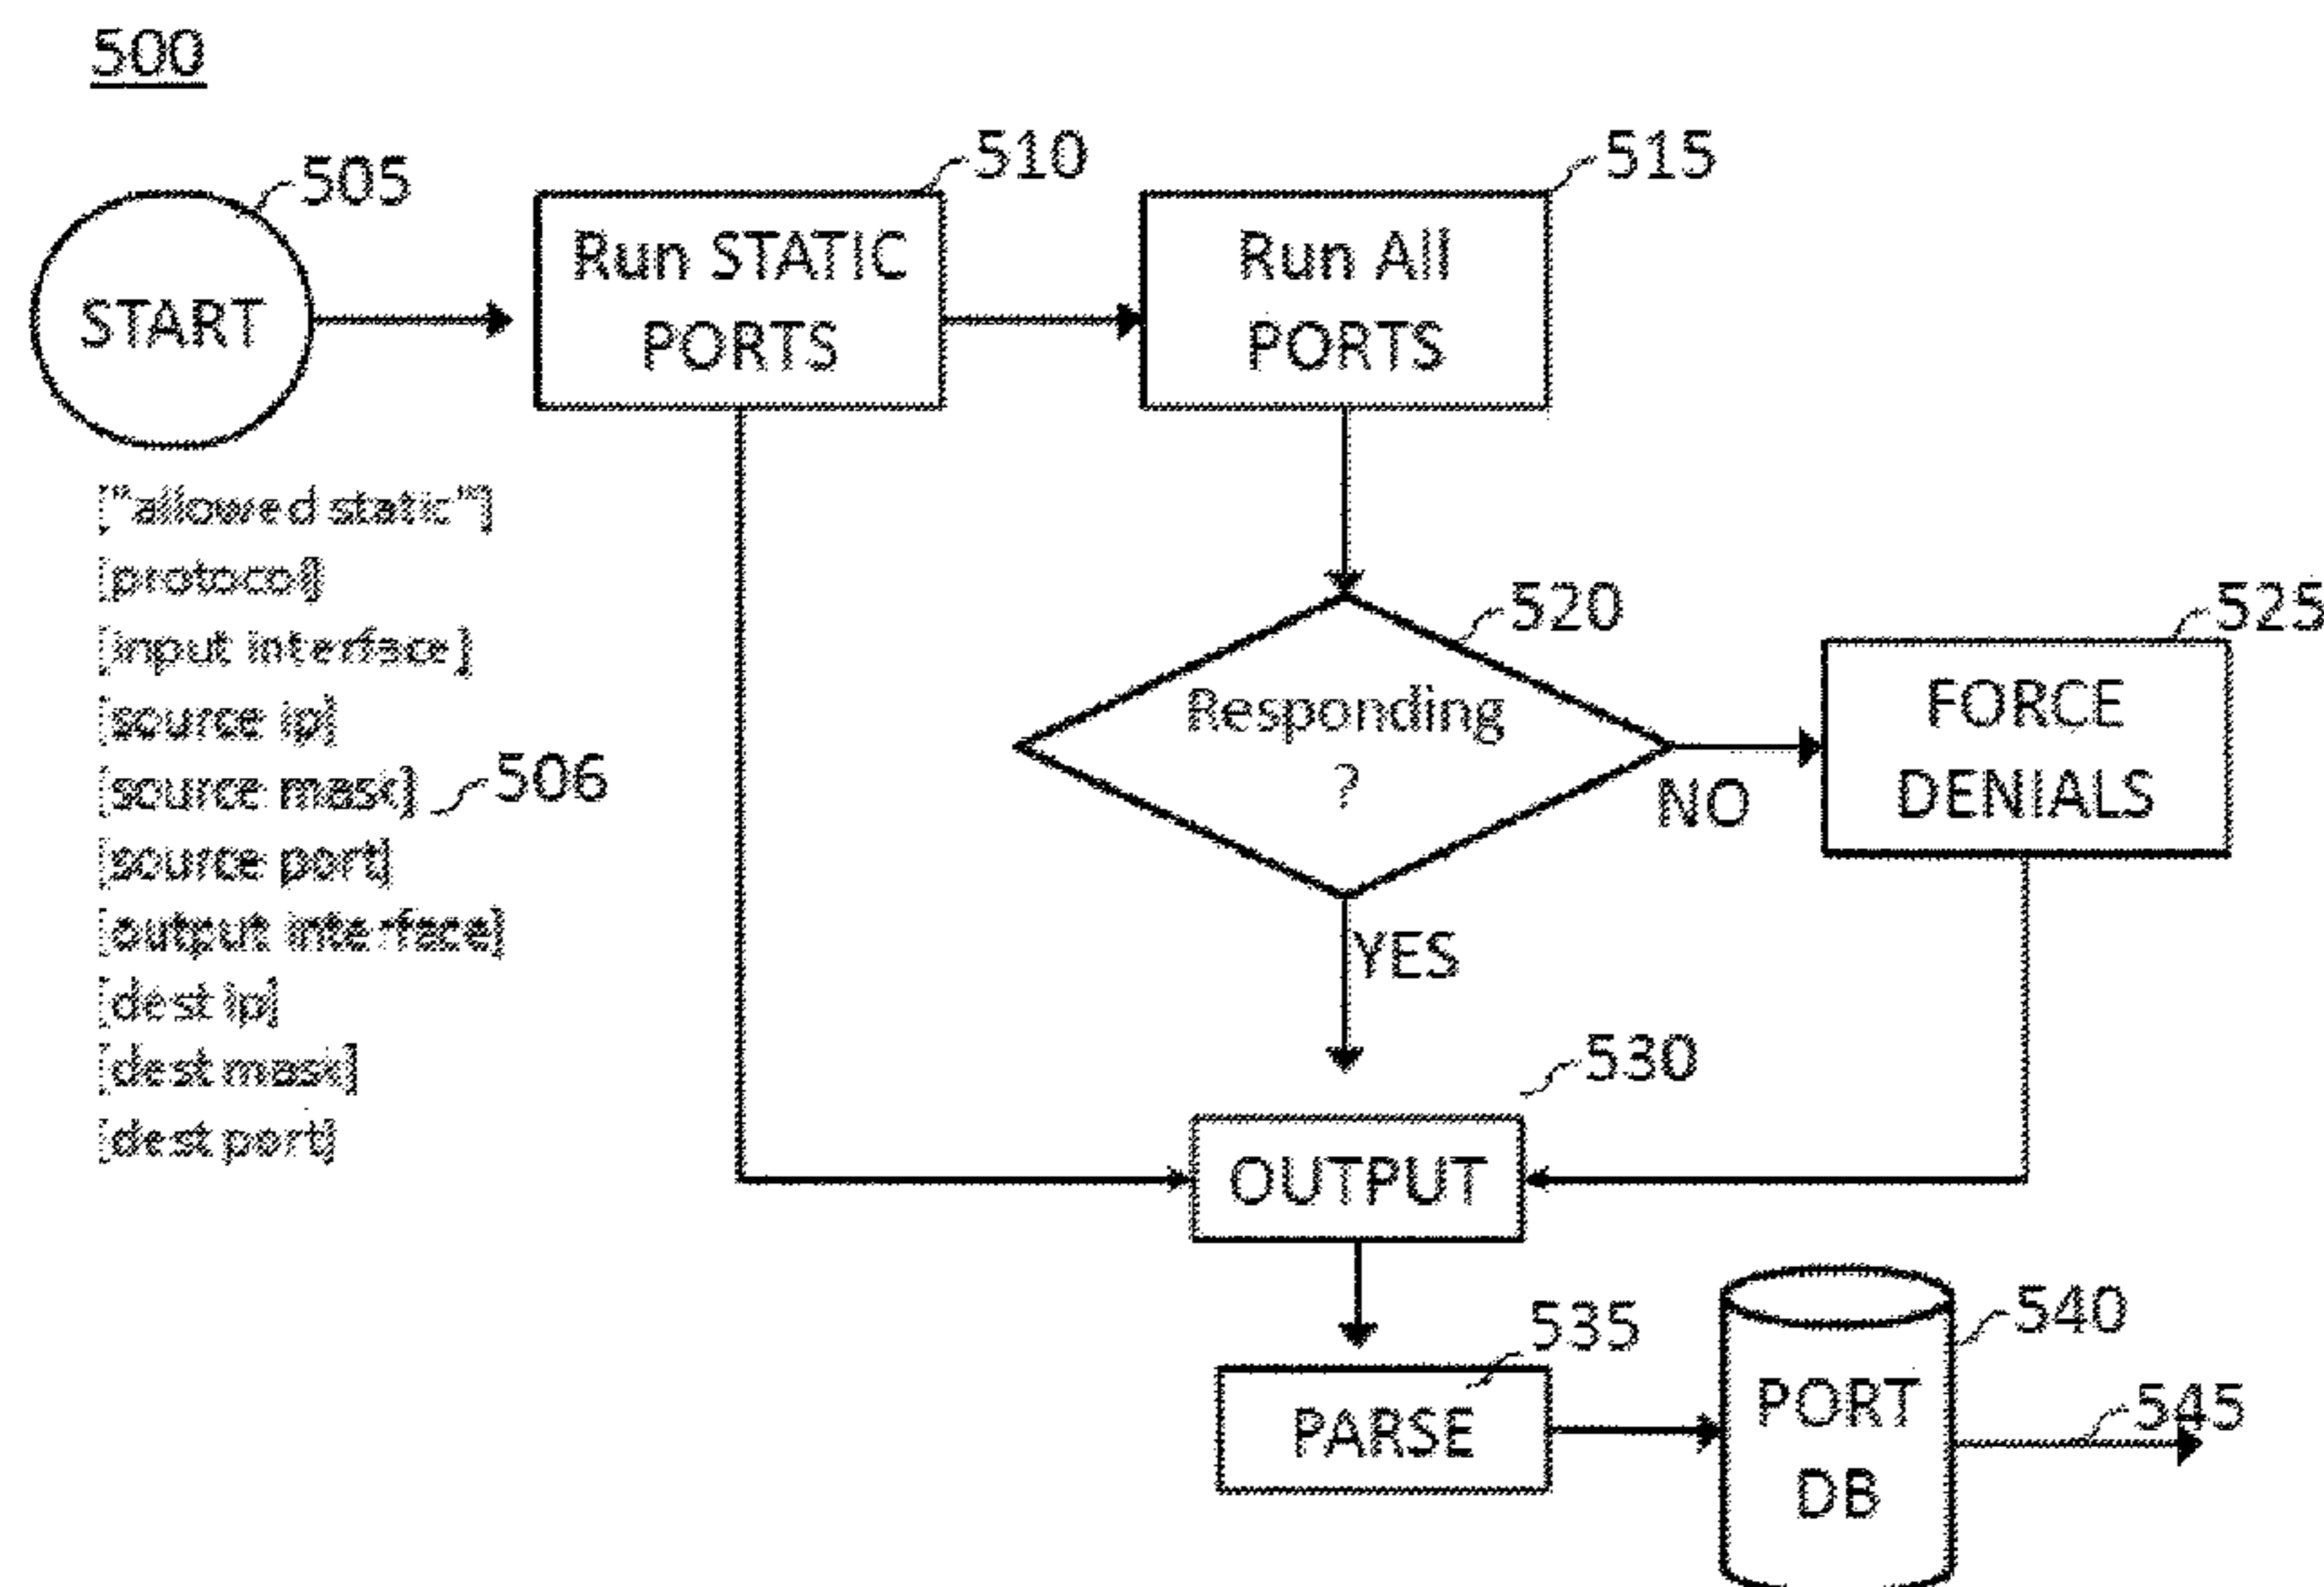 500
505
START
510
Run STATIC
PORTS
515
Run All
PORTS
["allowed static"]
[protocol]
[input interface]
[source ip]
[source mask]
506
[source port]
[output interface]
[dest ip]
[dest mask]
[dest port]
520
Responding
?
NO
YES
525
FORCE
DENIALS
530
OUTPUT
535
PARSE
540
PORT
DB
545